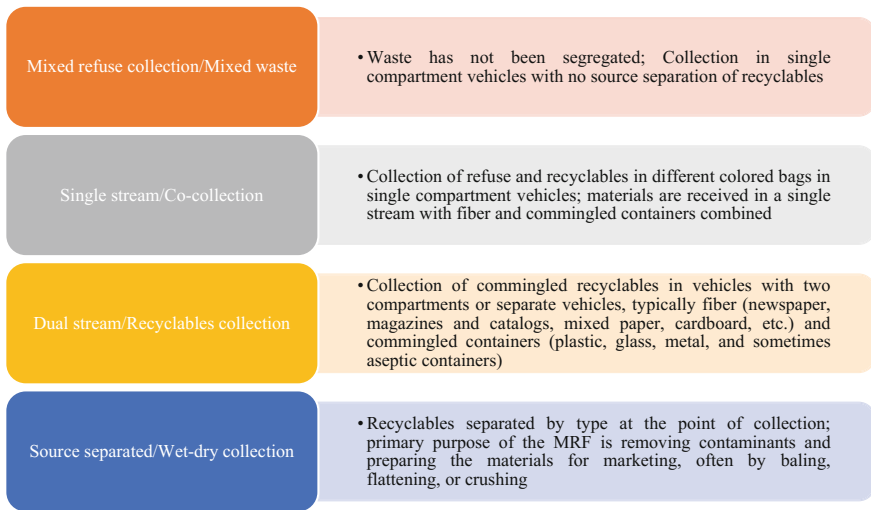 Mixed refuse collection/Mixed waste
• Waste has not been segregated; Collection in single
compartment vehicles with no source separation of recyclables
Single stream/Co-collection
• Collection of refuse and recyclables in different colored bags in
single compartment vehicles; materials are received in a single
stream with fiber and commingled containers combined
Dual stream/Recyclables collection
• Collection of commingled recyclables in vehicles with two
compartments or separate vehicles, typically fiber (newspaper,
magazines and catalogs, mixed paper, cardboard, etc.) and
commingled containers (plastic, glass, metal, and sometimes
aseptic containers)
Source separated/Wet-dry collection
• Recyclables separated by type at the point of collection;
primary purpose of the MRF is removing contaminants and
preparing the materials for marketing, often by baling,
flattening, or crushing